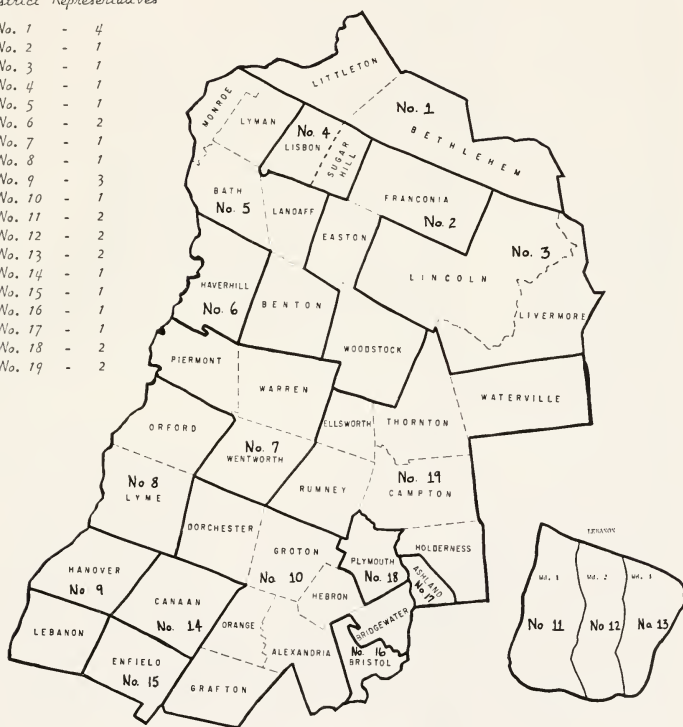 District Representatives
No. 1 - 4
No. 2 - 1
No. 3 - 1
No. 4 - 1
No. 5 - 1
No. 6 - 2
No. 7 - 1
No. 8 - 1
No. 9 - 3
No. 10 - 1
No. 11 - 2
No. 12 - 2
No. 13 - 2
No. 14 - 1
No. 15 - 1
No. 16 - 1
No. 17 - 1
No. 18 - 2
No. 19 - 2
LITTLETON
No. 1
BETHLEHEM
MONROE
LYMAN
No. 4
LISBON
SUGAR HILL
BATH
No. 5
LANDAFF
FRANCONIA
No. 2
EASTON
No. 3
LINCOLN
LIVERMORE
HAVERHILL
No. 6
BENTON
WOODSTOCK
PIERMONT
WARREN
WATERVILLE
ORFORD
ELLSWORTH
THORNTON
No. 7
WENTWORTH
No 8
LYME
RUMNEY
No. 19
CAMPTON
DORCHESTER
GROTON
No. 10
HOLDERNESS
PLYMOUTH
No. 18
ASHLAND
No 17
HANOVER
No 9
CANAAN
No. 14
HEBRON
ORANGE
BRIDGEWATER
LEBANON
ENFIELD
No. 15
ALEXANDRIA
No. 16
BRISTOL
GRAFTON
LEBANON
Wd. 1
Wd. 2
Wd. 3
No 11
No 12
No 13